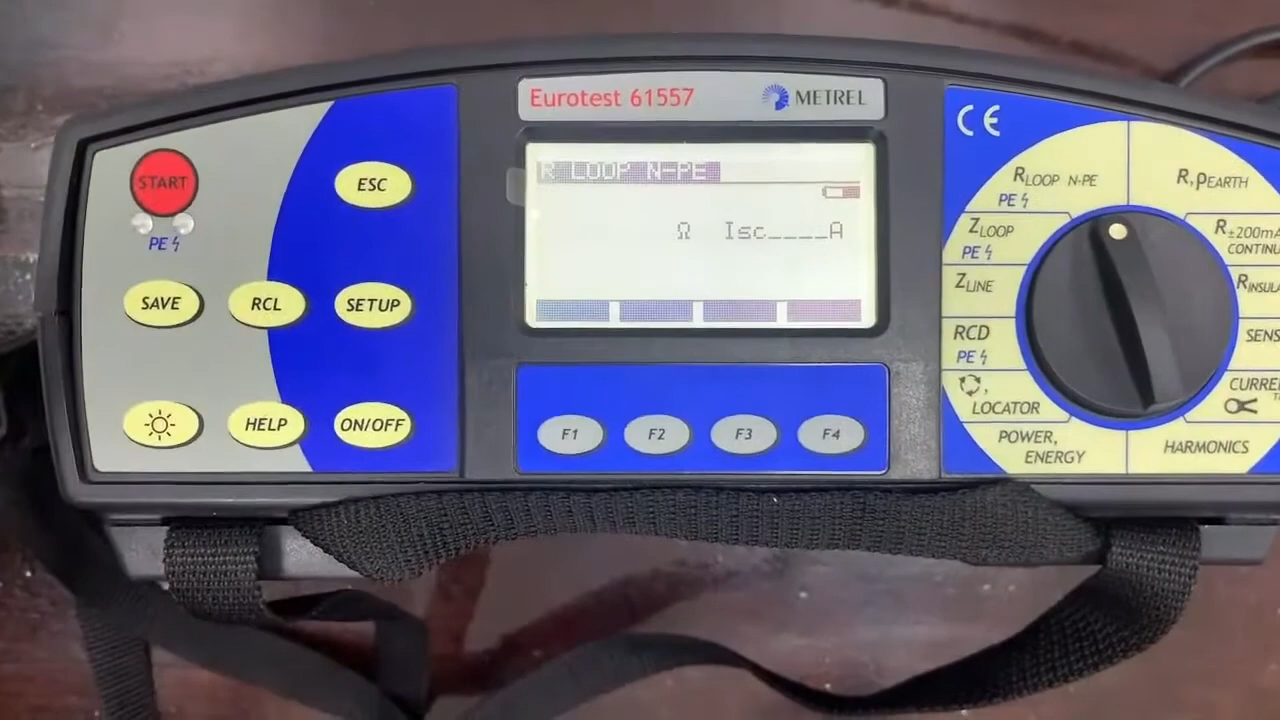 Eurotest 61557 METREL
START
PE
ESC
SAVE
RCL
SETUP
HELP
ON/OFF
R LOOP N-PE
Ω Isc____A
F1 F2 F3 F4
CE
RLOOP N-PE
PE
R,ρEARTH
ZLOOP
PE
R±200mA
CONTINU
ZLINE
RINSULA
RCD
PE
SENS
,
LOCATOR
CURRE
POWER,
ENERGY
HARMONICS